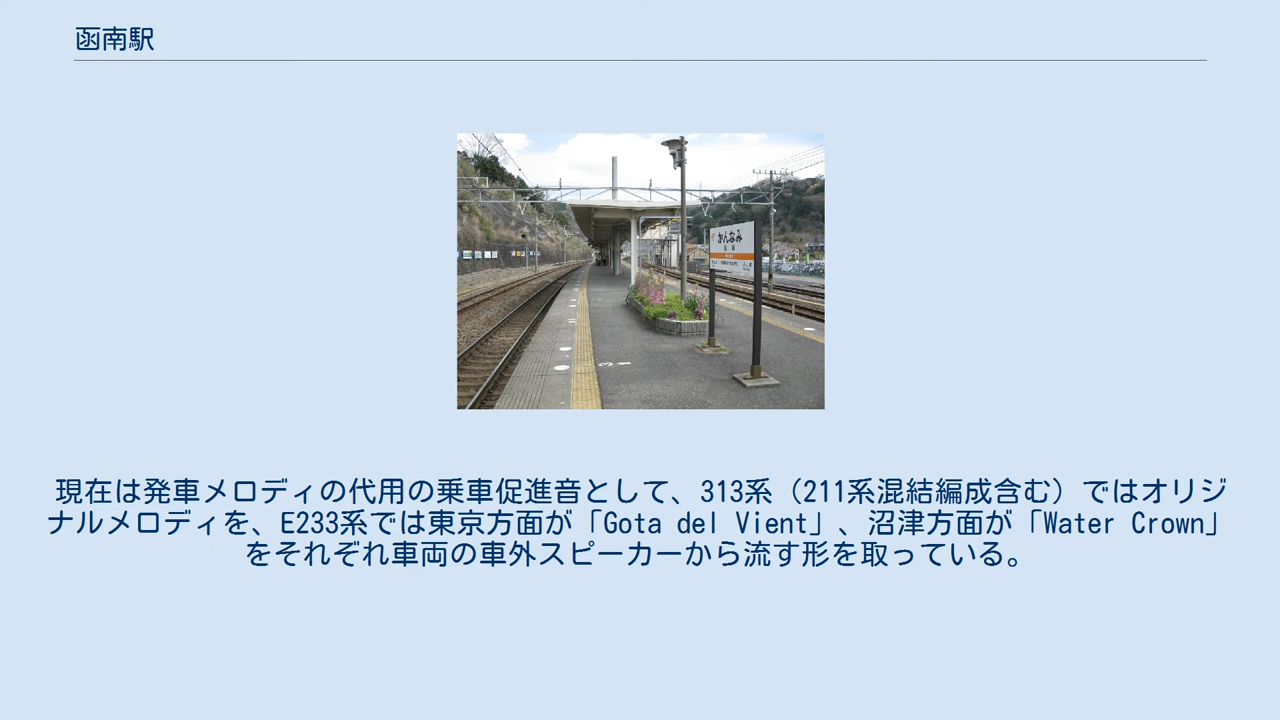 函南駅
かんなみ
現在は発車メロディの代用の乗車促進音として、313系（211系混結編成含む）ではオリジ
ナルメロディを、E233系では東京方面が「Gota del Vient」、沼津方面が「Water Crown」
をそれぞれ車両の車外スピーカーから流す形を取っている。